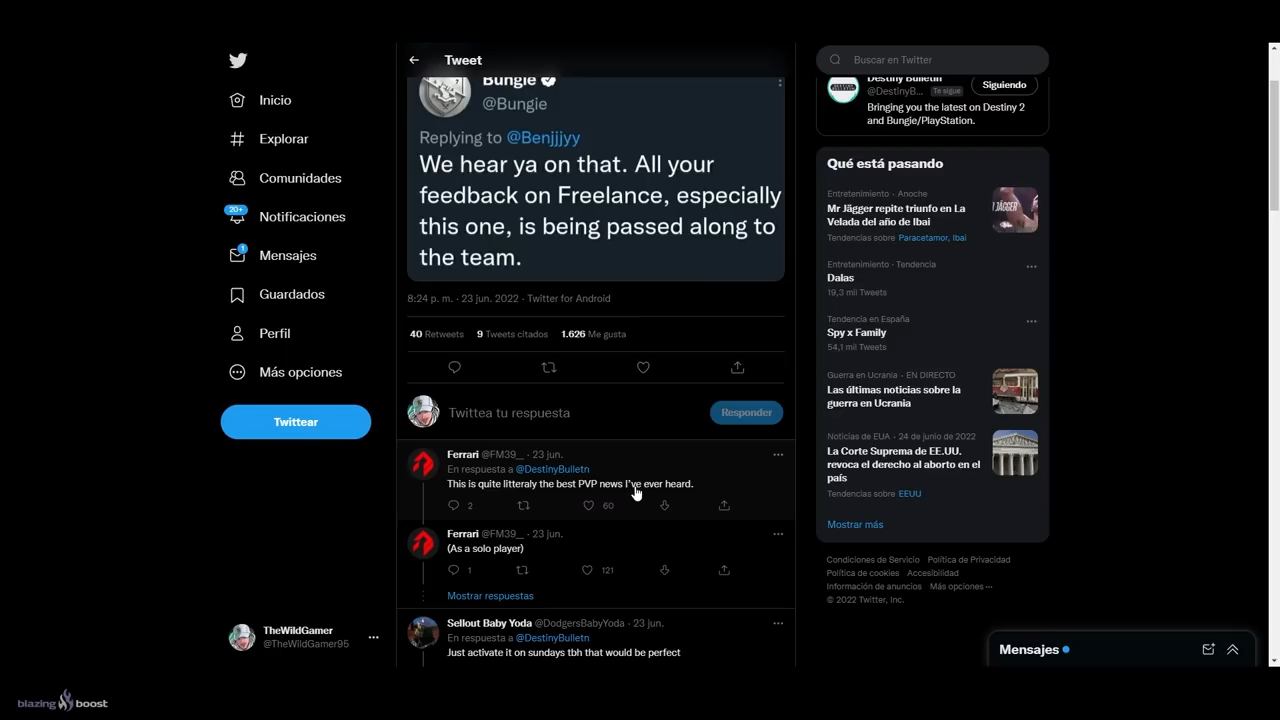 Inicio
Explorar
Comunidades
20+
Notificaciones
1
Mensajes
Guardados
Perfil
Más opciones
Twittear
TheWildGamer
@TheWildGamer95
Tweet
Bungie
@Bungie
Replying to @Benjjjyy
We hear ya on that. All your
feedback on Freelance, especially
this one, is being passed along to
the team.
8:24 p. m. · 23 jun. 2022 · Twitter for Android
40 Retweets 9 Tweets citados 1.626 Me gusta
Twittea tu respuesta
Responder
Ferrari @FM39__ · 23 jun.
En respuesta a @DestinyBulletn
This is quite litteraly the best PVP news I've ever heard.
2 60
Ferrari @FM39__ · 23 jun.
(As a solo player)
1 121
Mostrar respuestas
Sellout Baby Yoda @DodgersBabyYoda · 23 jun.
En respuesta a @DestinyBulletn
Just activate it on sundays tbh that would be perfect
Buscar en Twitter
Destiny Bulletin
@DestinyB... Te sigue
Siguiendo
Bringing you the latest on Destiny 2
and Bungie/PlayStation.
Qué está pasando
Entretenimiento · Anoche
Mr Jägger repite triunfo en La
Velada del año de Ibai
Tendencias sobre Paracetamor, Ibai
Entretenimiento · Tendencia
Dalas
19,3 mil Tweets
Tendencia en España
Spy x Family
54,1 mil Tweets
Guerra en Ucrania · EN DIRECTO
Las últimas noticias sobre la
guerra en Ucrania
Noticias de EUA · 24 de junio de 2022
La Corte Suprema de EE.UU.
revoca el derecho al aborto en el
país
Tendencias sobre EEUU
Mostrar más
Condiciones de Servicio Política de Privacidad
Política de cookies Accesibilidad
Información de anuncios Más opciones ···
© 2022 Twitter, Inc.
Mensajes
blazing boost